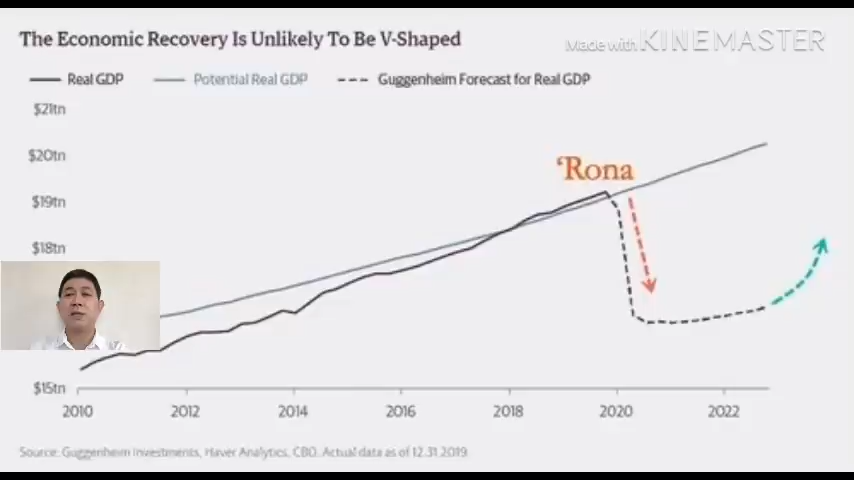 The Economic Recovery Is Unlikely To Be V-Shaped
Made with KINEMASTER
Real GDP Potential Real GDP Guggenheim Forecast for Real GDP
$21tn
$20tn
'Rona
$19tn
$18tn
$15tn
2010 2012 2014 2016 2018 2020 2022
Source: Guggenheim Investments, Haver Analytics, CBO. Actual data as of 12.31.2019